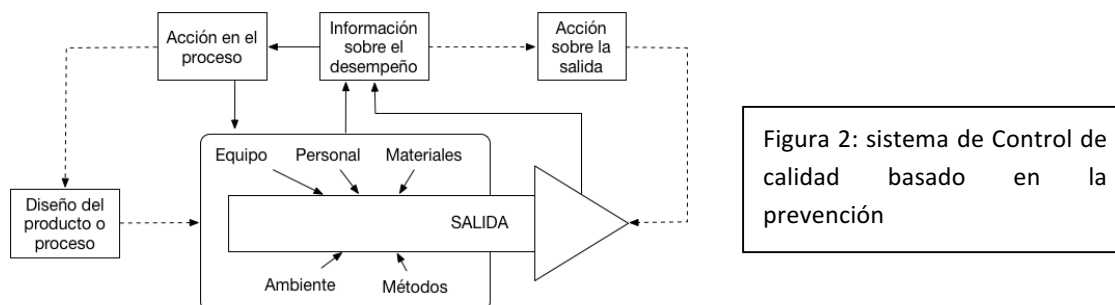 Acción en el
proceso
Información
sobre el
desempeño
Acción
sobre la
salida
Equipo
Personal
Materiales
Diseño del
producto o
proceso
SALIDA
Ambiente
Métodos
Figura 2: sistema de Control de
calidad basado en la
prevención